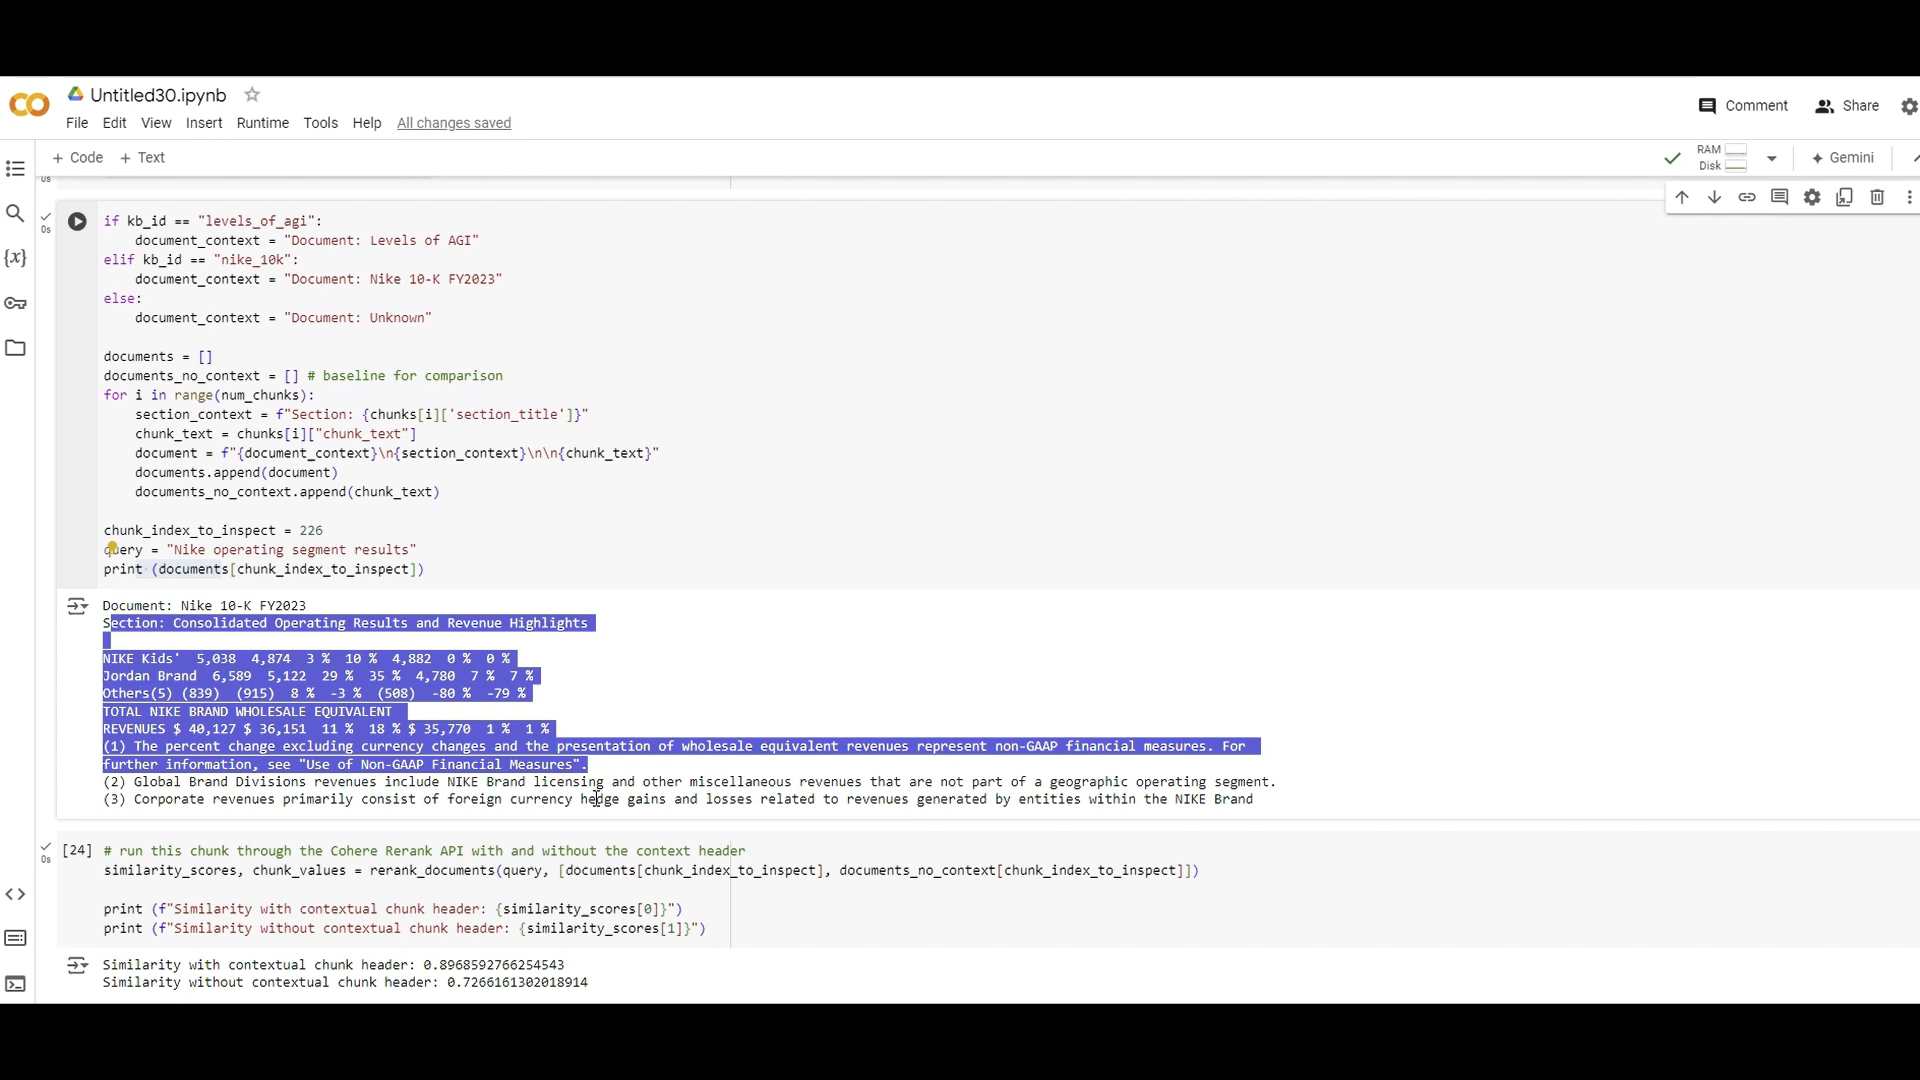 Untitled30.ipynb
File Edit View Insert Runtime Tools Help All changes saved
Comment Share
+ Code + Text
RAM
Disk
Gemini
0s
0s
if kb_id == "levels_of_agi":
    document_context = "Document: Levels of AGI"
elif kb_id == "nike_10k":
    document_context = "Document: Nike 10-K FY2023"
else:
    document_context = "Document: Unknown"
documents = []
documents_no_context = [] # baseline for comparison
for i in range(num_chunks):
    section_context = f"Section: {chunks[i]['section_title']}"
    chunk_text = chunks[i]["chunk_text"]
    document = f"{document_context}\n{section_context}\n\n{chunk_text}"
    documents.append(document)
    documents_no_context.append(chunk_text)
chunk_index_to_inspect = 226
query = "Nike operating segment results"
print (documents[chunk_index_to_inspect])
Document: Nike 10-K FY2023
Section: Consolidated Operating Results and Revenue Highlights
NIKE Kids' 5,038 4,874 3 % 10 % 4,882 0 % 0 %
Jordan Brand 6,589 5,122 29 % 35 % 4,780 7 % 7 %
Others(5) (839) (915) 8 % -3 % (508) -80 % -79 %
TOTAL NIKE BRAND WHOLESALE EQUIVALENT
REVENUES $ 40,127 $ 36,151 11 % 18 % $ 35,770 1 % 1 %
(1) The percent change excluding currency changes and the presentation of wholesale equivalent revenues represent non-GAAP financial measures. For
further information, see "Use of Non-GAAP Financial Measures".
(2) Global Brand Divisions revenues include NIKE Brand licensing and other miscellaneous revenues that are not part of a geographic operating segment.
(3) Corporate revenues primarily consist of foreign currency hedge gains and losses related to revenues generated by entities within the NIKE Brand
0s
[24] # run this chunk through the Cohere Rerank API with and without the context header
similarity_scores, chunk_values = rerank_documents(query, [documents[chunk_index_to_inspect], documents_no_context[chunk_index_to_inspect]])
print (f"Similarity with contextual chunk header: {similarity_scores[0]}")
print (f"Similarity without contextual chunk header: {similarity_scores[1]}")
Similarity with contextual chunk header: 0.8968592766254543
Similarity without contextual chunk header: 0.7266161302018914